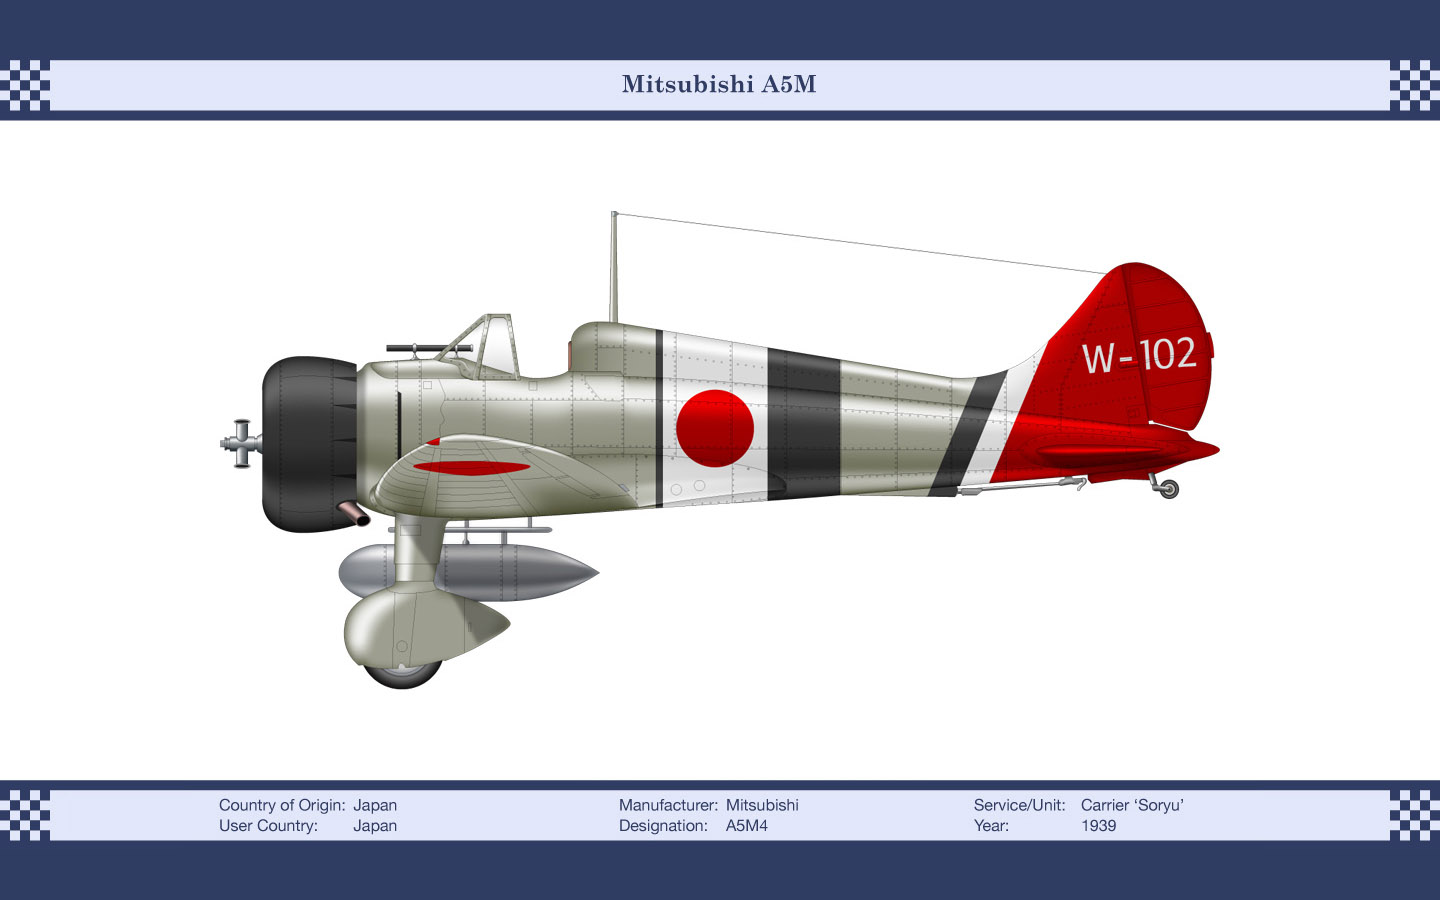 Mitsubishi A5M
W-102
Country of Origin: Japan
User Country: Japan
Manufacturer: Mitsubishi
Designation: A5M4
Service/Unit: Carrier ‘Soryu’
Year: 1939